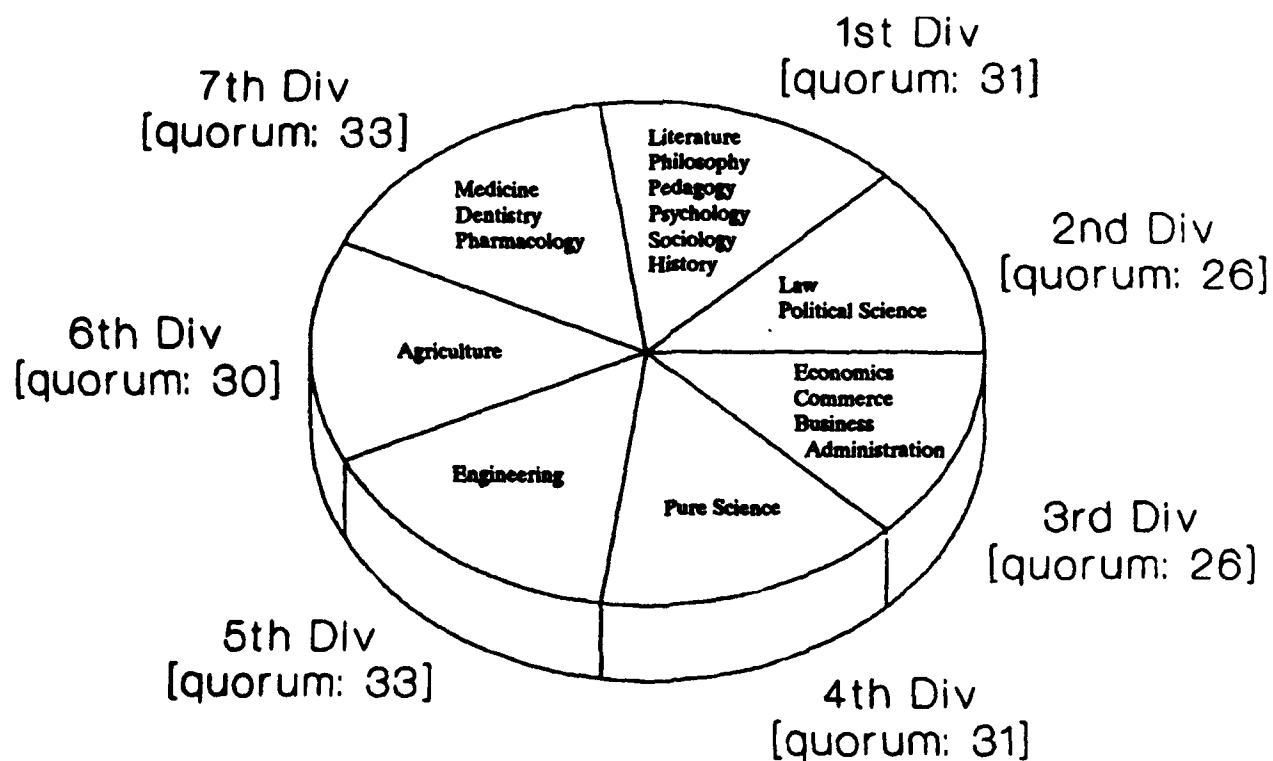 1st Div
[quorum: 31]
Literature
Philosophy
Pedagogy
Psychology
Sociology
History
2nd Div
[quorum: 26]
Law
Political Science
3rd Div
[quorum: 26]
Economics
Commerce
Business
Administration
4th Div
[quorum: 31]
Pure Science
5th Div
[quorum: 33]
Engineering
6th Div
[quorum: 30]
Agriculture
7th Div
[quorum: 33]
Medicine
Dentistry
Pharmacology